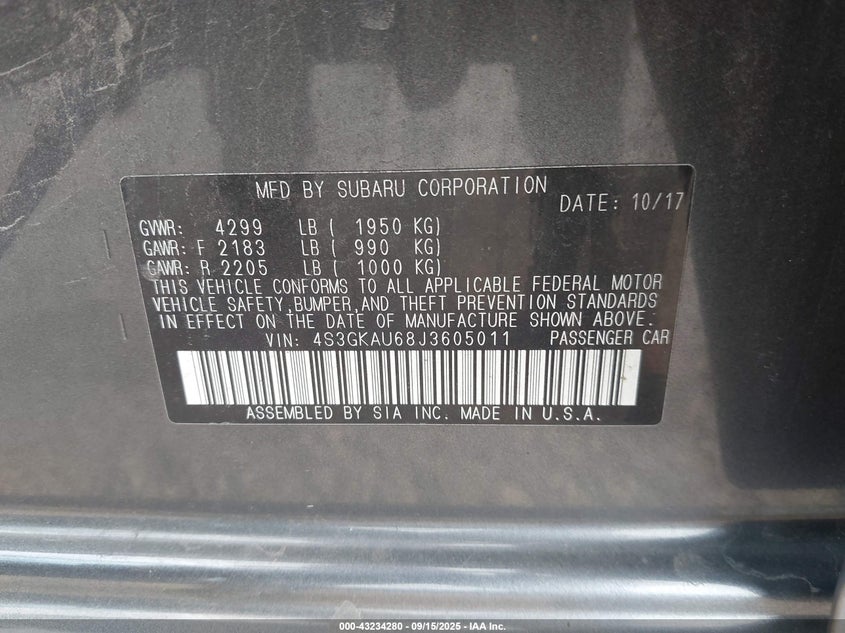 MFD BY SUBARU CORPORATION
DATE: 10/17
GVWR: 4299 LB ( 1950 KG)
GAWR: F 2183 LB ( 990 KG)
GAWR: R 2205 LB ( 1000 KG)
THIS VEHICLE CONFORMS TO ALL APPLICABLE FEDERAL MOTOR
VEHICLE SAFETY,BUMPER,AND THEFT PREVENTION STANDARDS
IN EFFECT ON THE DATE OF MANUFACTURE SHOWN ABOVE.
VIN: 4S3GKAU68J3605011 PASSENGER CAR
ASSEMBLED BY SIA INC. MADE IN U.S.A.
000-43234280 - 09/15/2025 - IAA Inc.